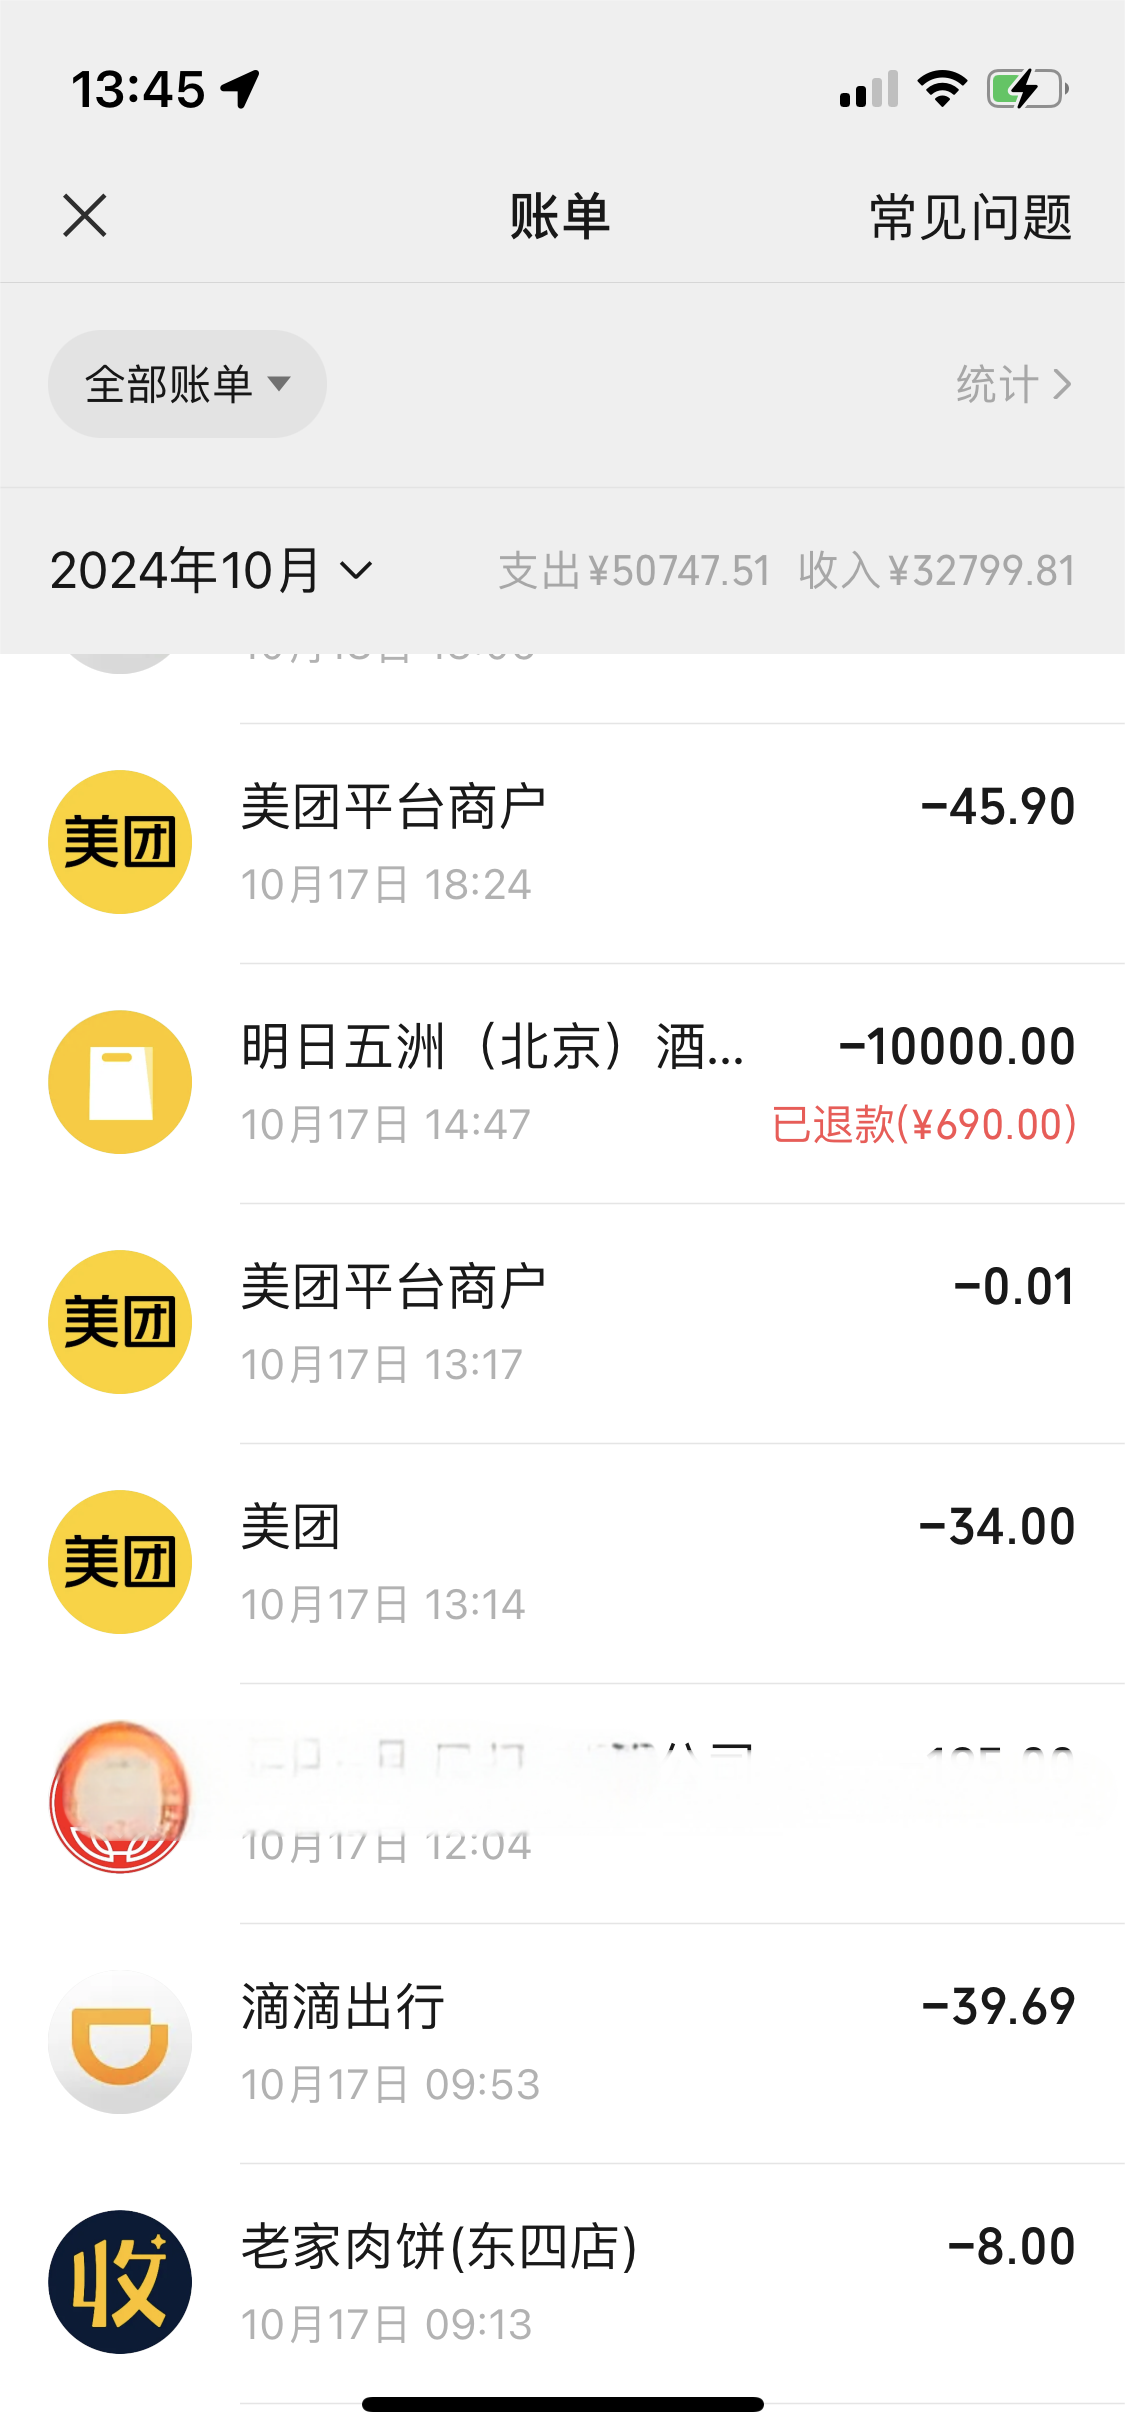 13:45
账单
常见问题
全部账单
统计
2024年10月
支出¥50747.51 收入¥32799.81
美团
美团平台商户
-45.90
10月17日 18:24
明日五洲（北京）酒...
-10000.00
10月17日 14:47
已退款(¥690.00)
美团
美团平台商户
-0.01
10月17日 13:17
美团
美团
-34.00
10月17日 13:14
公司
10月17日 12:04
滴滴出行
-39.69
10月17日 09:53
收
老家肉饼(东四店)
-8.00
10月17日 09:13